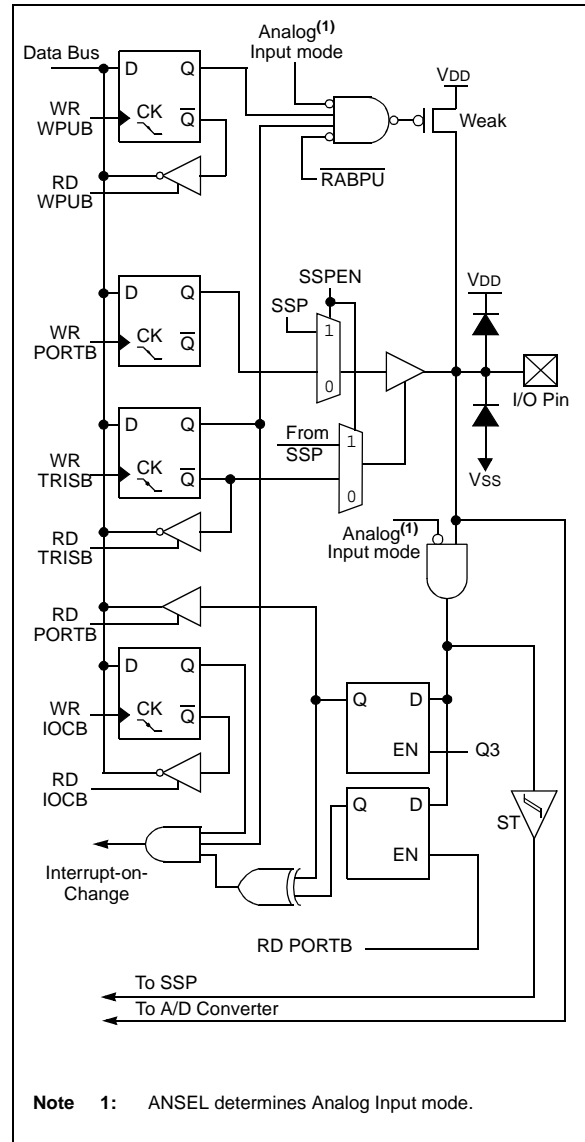 Data Bus
D Q
WR
WPUB
CK Q
RD
WPUB
Analog(1)
Input mode
RABPU
VDD
Weak
D Q
WR
PORTB
CK Q
SSPEN
SSP
1
0
VDD
I/O Pin
VSS
D Q
WR
TRISB
CK Q
From
SSP
1
0
RD
TRISB
Analog(1)
Input mode
RD
PORTB
D Q
WR
IOCB
CK Q
RD
IOCB
Q D
EN
Q3
Q D
EN
ST
Interrupt-on-
Change
RD PORTB
To SSP
To A/D Converter
Note 1: ANSEL determines Analog Input mode.